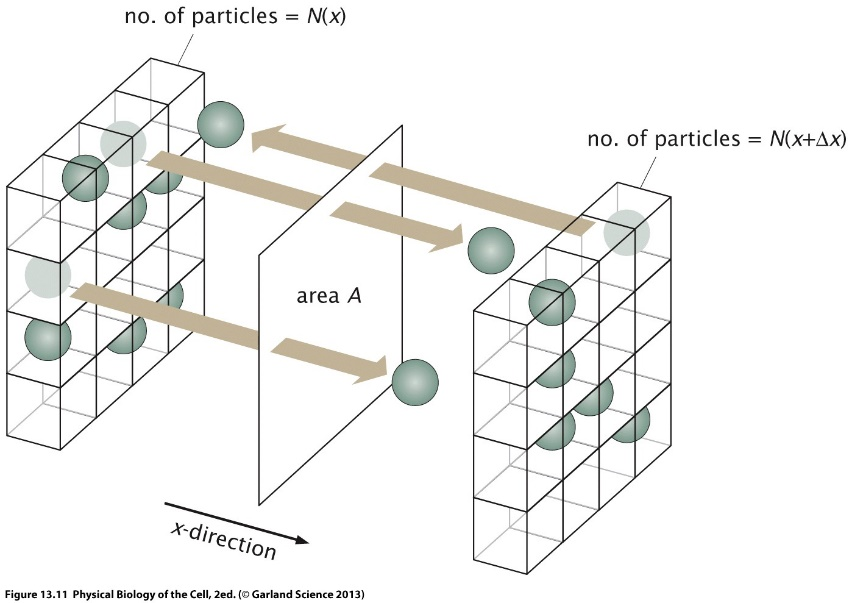 no. of particles = N(x)
no. of particles = N(x+Δx)
area A
x-direction
Figure 13.11 Physical Biology of the Cell, 2ed. (© Garland Science 2013)